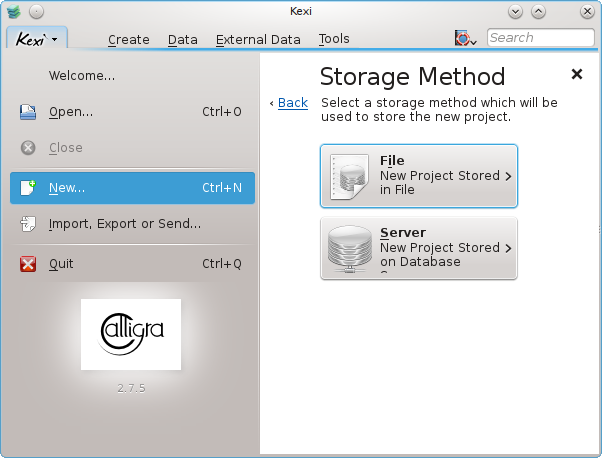 Kexi
Kexi Create Data External Data Tools Search
Welcome...
Open... Ctrl+O
Close
New... Ctrl+N
Import, Export or Send...
Quit Ctrl+Q
Calligra
2.7.5
Storage Method
‹ Back
Select a storage method which will be
used to store the new project.
File
New Project Stored
in File
Server
New Project Stored
on Database